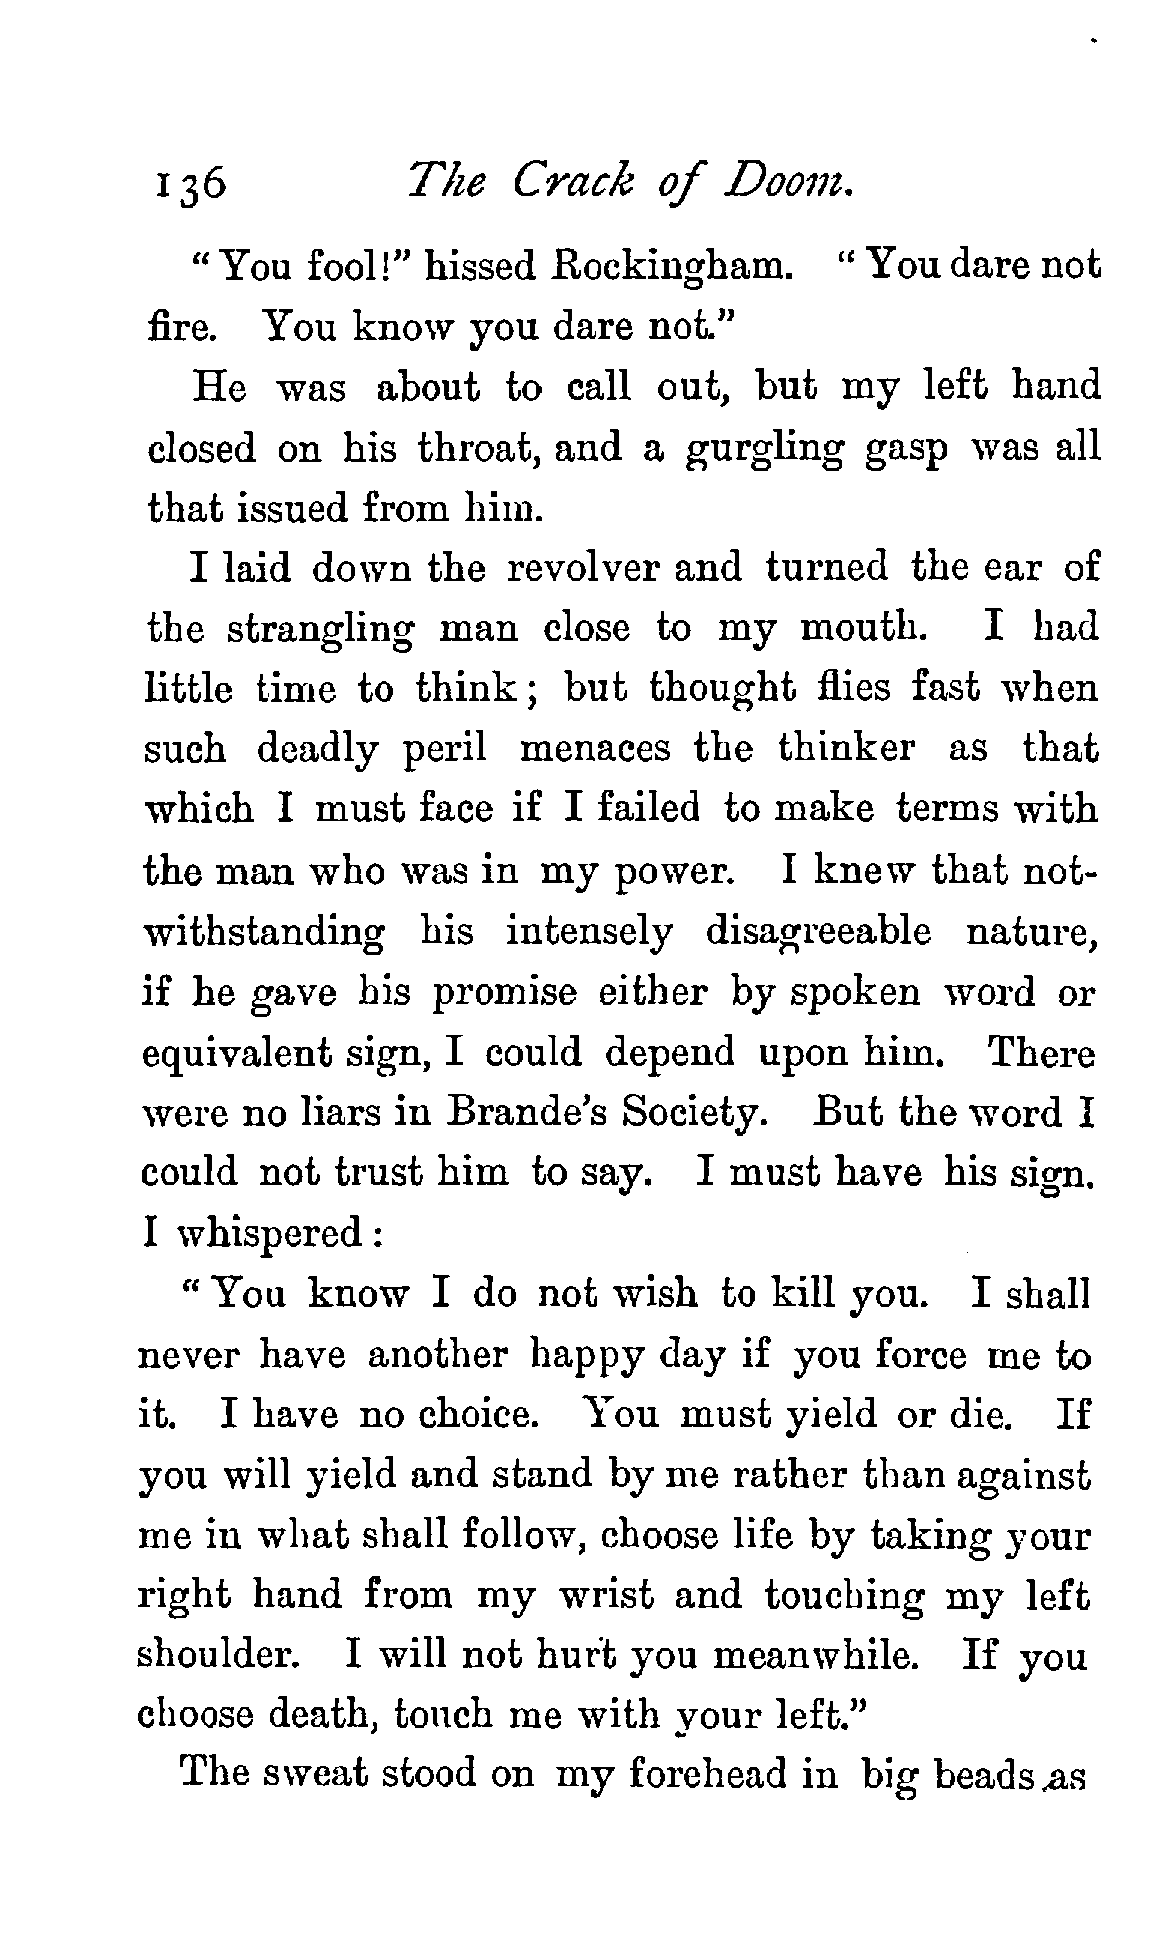 136 The Crack of Doom.
"You fool!" hissed Rockingham. "You dare not
fire. You know you dare not."
He was about to call out, but my left hand
closed on his throat, and a gurgling gasp was all
that issued from him.
I laid down the revolver and turned the ear of
the strangling man close to my mouth. I had
little time to think; but thought flies fast when
such deadly peril menaces the thinker as that
which I must face if I failed to make terms with
the man who was in my power. I knew that not-
withstanding his intensely disagreeable nature,
if he gave his promise either by spoken word or
equivalent sign, I could depend upon him. There
were no liars in Brande's Society. But the word I
could not trust him to say. I must have his sign.
I whispered:
"You know I do not wish to kill you. I shall
never have another happy day if you force me to
it. I have no choice. You must yield or die. If
you will yield and stand by me rather than against
me in what shall follow, choose life by taking your
right hand from my wrist and touching my left
shoulder. I will not hurt you meanwhile. If you
choose death, touch me with your left."
The sweat stood on my forehead in big beads as